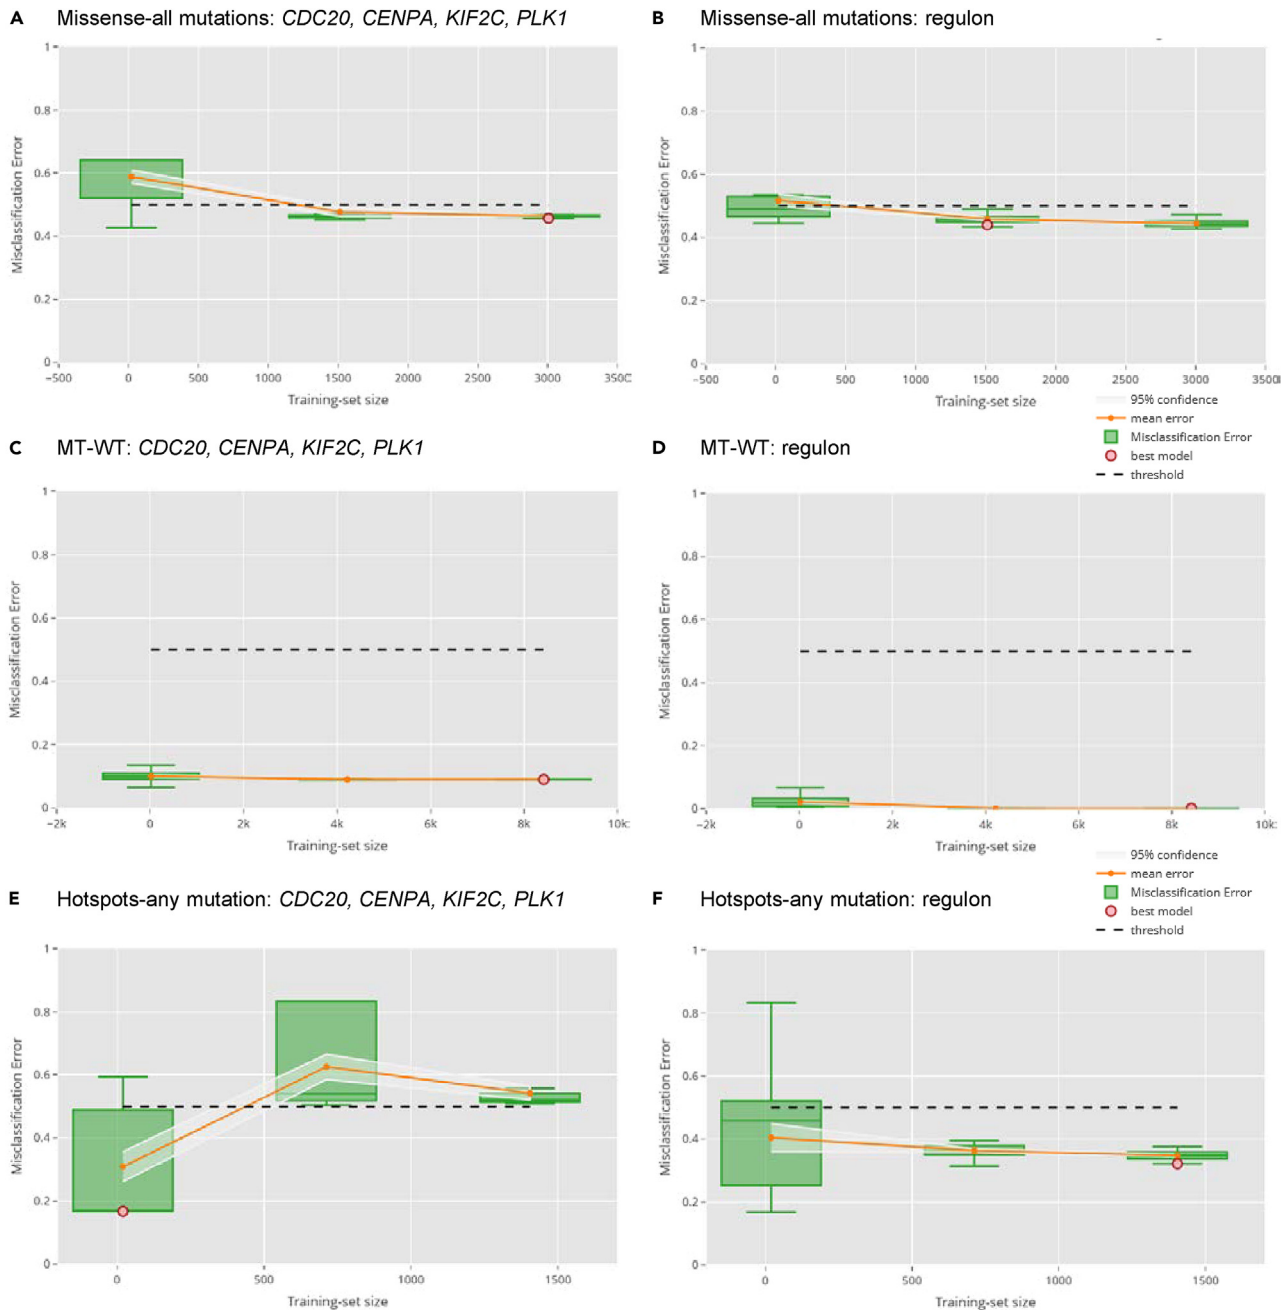 A Missense-all mutations: CDC20, CENPA, KIF2C, PLK1
B Missense-all mutations: regulon
Misclassification Error
1
0.8
0.6
0.4
0.2
0
−500 0 500 1000 1500 2000 2500 3000 3500
Training-set size
Misclassification Error
1
0.8
0.6
0.4
0.2
0
−500 0 500 1000 1500 2000 2500 3000 3500
Training-set size
95% confidence
mean error
Misclassification Error
best model
threshold
C MT-WT: CDC20, CENPA, KIF2C, PLK1
D MT-WT: regulon
Misclassification Error
1
0.8
0.6
0.4
0.2
0
−2k 0 2k 4k 6k 8k 10k
Training-set size
Misclassification Error
1
0.8
0.6
0.4
0.2
0
−2k 0 2k 4k 6k 8k 10k
Training-set size
95% confidence
mean error
Misclassification Error
best model
threshold
E Hotspots-any mutation: CDC20, CENPA, KIF2C, PLK1
F Hotspots-any mutation: regulon
Misclassification Error
1
0.8
0.6
0.4
0.2
0
0 500 1000 1500
Training-set size
Misclassification Error
1
0.8
0.6
0.4
0.2
0
0 500 1000 1500
Training-set size